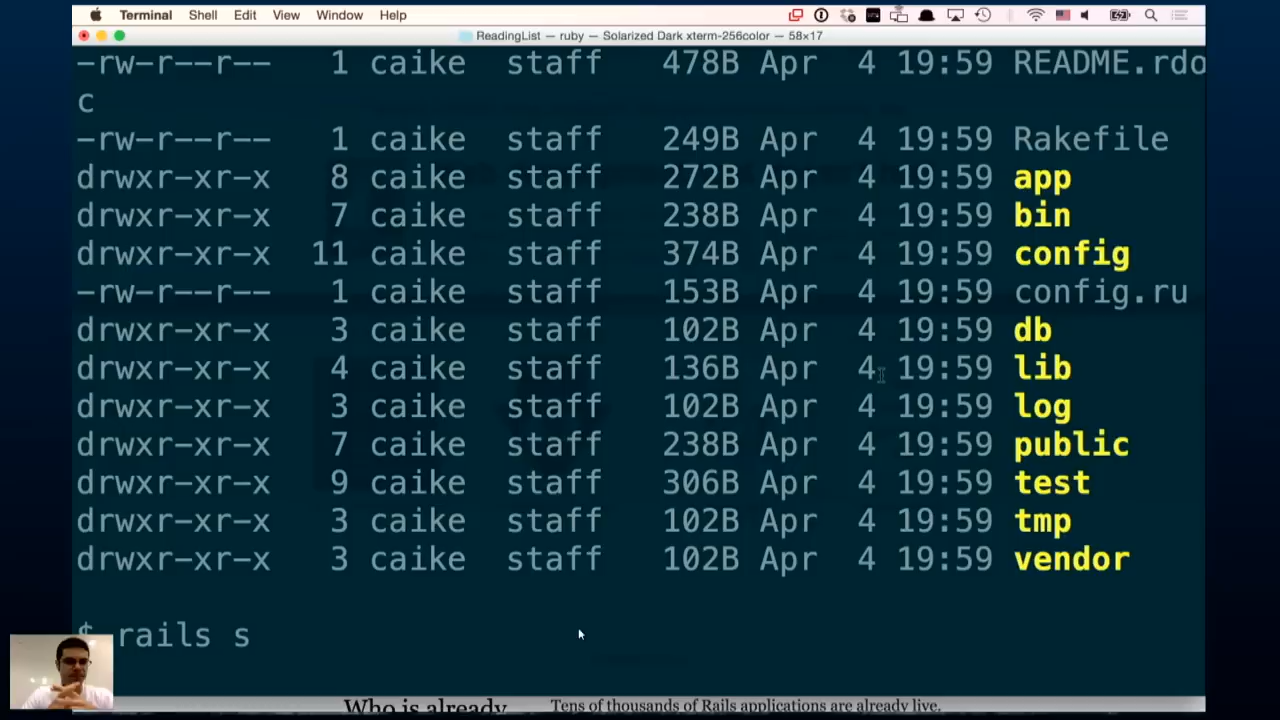 Terminal Shell Edit View Window Help
ReadingList — ruby — Solarized Dark xterm-256color — 58×17
-rw-r--r-- 1 caike staff 478B Apr 4 19:59 README.rdo
c
-rw-r--r-- 1 caike staff 249B Apr 4 19:59 Rakefile
drwxr-xr-x 8 caike staff 272B Apr 4 19:59 app
drwxr-xr-x 7 caike staff 238B Apr 4 19:59 bin
drwxr-xr-x 11 caike staff 374B Apr 4 19:59 config
-rw-r--r-- 1 caike staff 153B Apr 4 19:59 config.ru
drwxr-xr-x 3 caike staff 102B Apr 4 19:59 db
drwxr-xr-x 4 caike staff 136B Apr 4 19:59 lib
drwxr-xr-x 3 caike staff 102B Apr 4 19:59 log
drwxr-xr-x 7 caike staff 238B Apr 4 19:59 public
drwxr-xr-x 9 caike staff 306B Apr 4 19:59 test
drwxr-xr-x 3 caike staff 102B Apr 4 19:59 tmp
drwxr-xr-x 3 caike staff 102B Apr 4 19:59 vendor
$ rails s
Who is already Tens of thousands of Rails applications are already live.